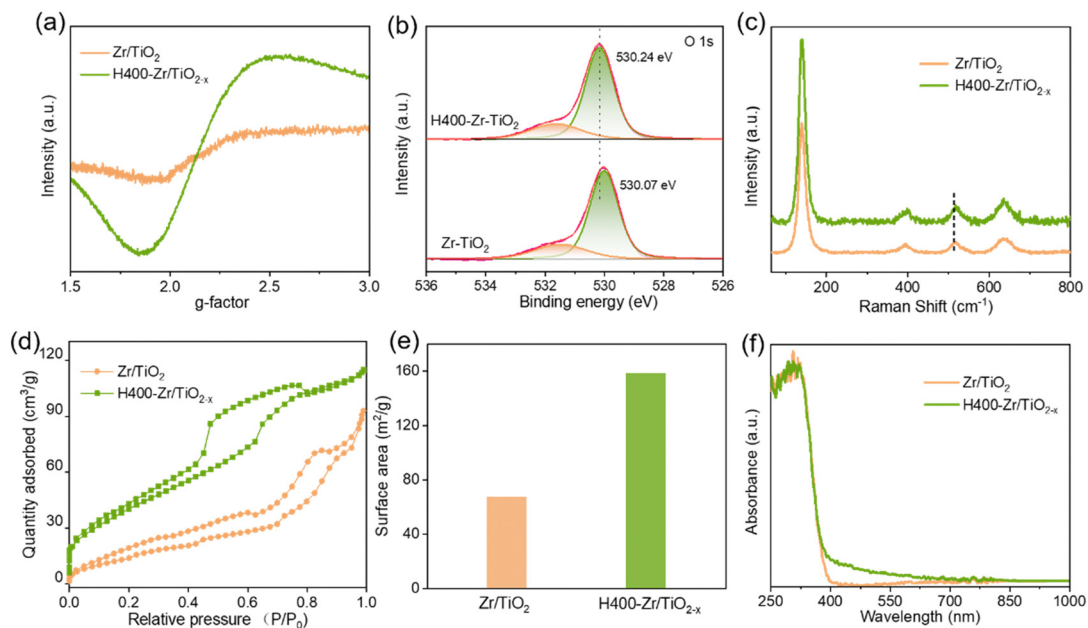 (a)
Zr/TiO₂
H400-Zr/TiO₂₋ₓ
Intensity (a.u.)
1.5 2.0 2.5 3.0
g-factor
(b)
O 1s
530.24 eV
H400-Zr-TiO₂
530.07 eV
Zr-TiO₂
Intensity (a.u.)
536 534 532 530 528 526
Binding energy (eV)
(c)
Zr/TiO₂
H400-Zr/TiO₂₋ₓ
Intensity (a.u.)
200 400 600 800
Raman Shift (cm⁻¹)
(d)
Zr/TiO₂
H400-Zr/TiO₂₋ₓ
Quantity adsorbed (cm³/g)
120
90
60
30
0
0.0 0.2 0.4 0.6 0.8 1.0
Relative pressure (P/P₀)
(e)
Surface area (m²/g)
160
120
80
40
0
Zr/TiO₂ H400-Zr/TiO₂₋ₓ
(f)
Zr/TiO₂
H400-Zr/TiO₂₋ₓ
Absorbance (a.u.)
250 400 550 700 850 1000
Wavelength (nm)